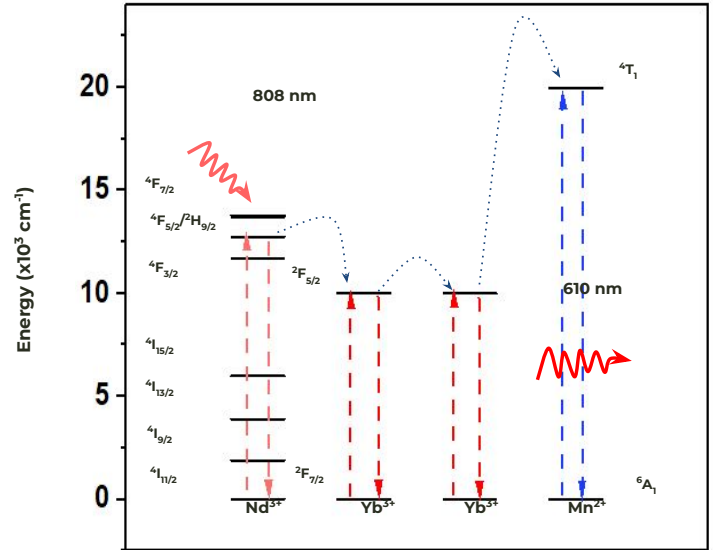 Energy (x10³ cm⁻¹)
20
15
10
5
0
808 nm
⁴F₇/₂
⁴F₅/₂/²H₉/₂
⁴F₃/₂
⁴I₁₅/₂
⁴I₁₃/₂
⁴I₉/₂
⁴I₁₁/₂
²F₅/₂
²F₇/₂
⁴T₁
610 nm
⁶A₁
Nd³⁺
Yb³⁺
Yb³⁺
Mn²⁺